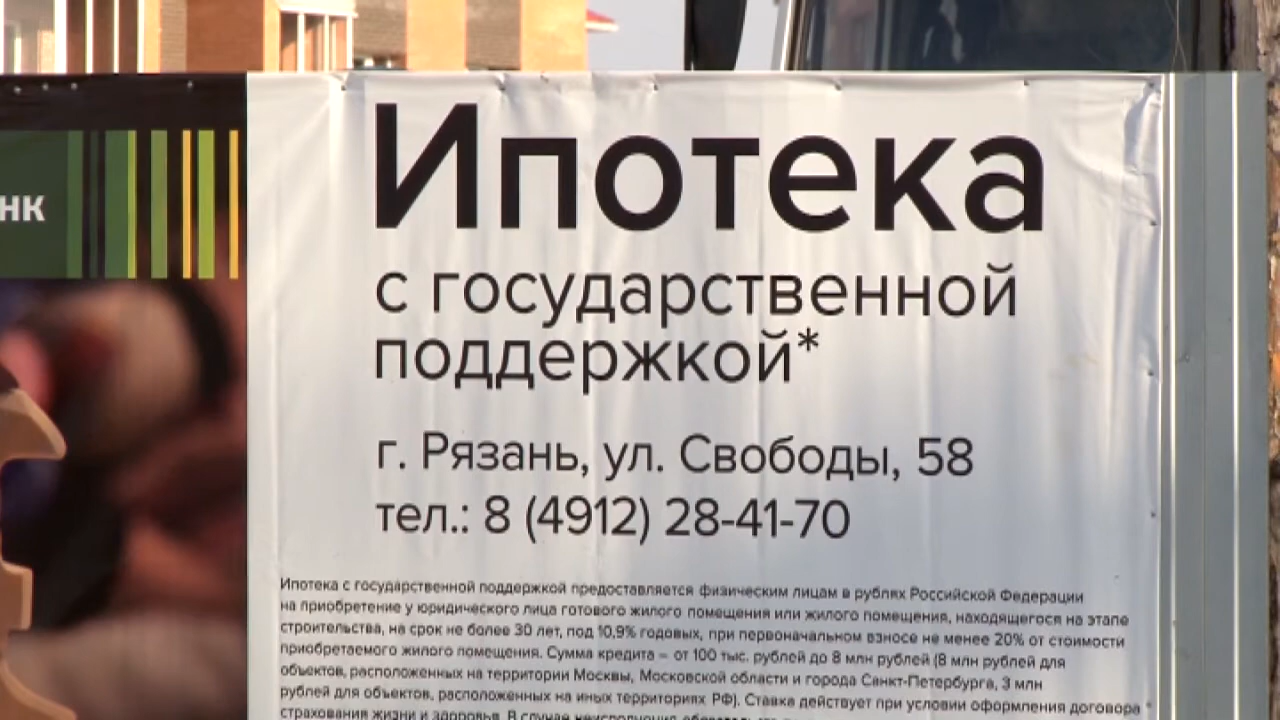 нк
Ипотека
с государственной
поддержкой*
г. Рязань, ул. Свободы, 58
тел.: 8 (4912) 28-41-70
Ипотека с государственной поддержкой предоставляется физическим лицам в рублях Российской Федерации
на приобретение у юридического лица готового жилого помещения или жилого помещения, находящегося на этапе
строительства, на срок не более 30 лет, под 10,9% годовых, при первоначальном взносе не менее 20% от стоимости
приобретаемого жилого помещения. Сумма кредита – от 100 тыс. рублей до 8 млн рублей (8 млн рублей для
объектов, расположенных на территории Москвы, Московской области и города Санкт-Петербурга, 3 млн
рублей для объектов, расположенных на иных территориях РФ). Ставка действует при условии оформления договора
страхования жизни и здоровья. В случае неисполнения